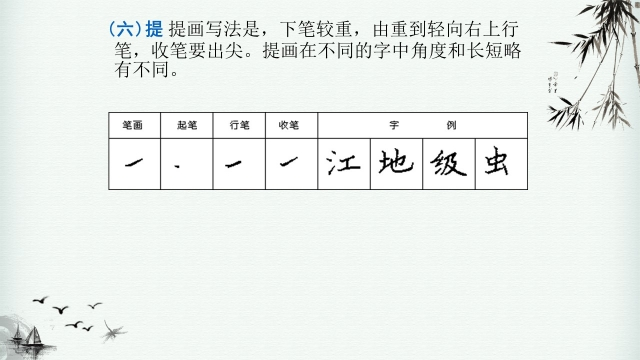 (六)提 提画写法是，下笔较重，由重到轻向右上行
笔，收笔要出尖。提画在不同的字中角度和长短略
有不同。
笔画 起笔 行笔 收笔 字 例
江 地 级 虫